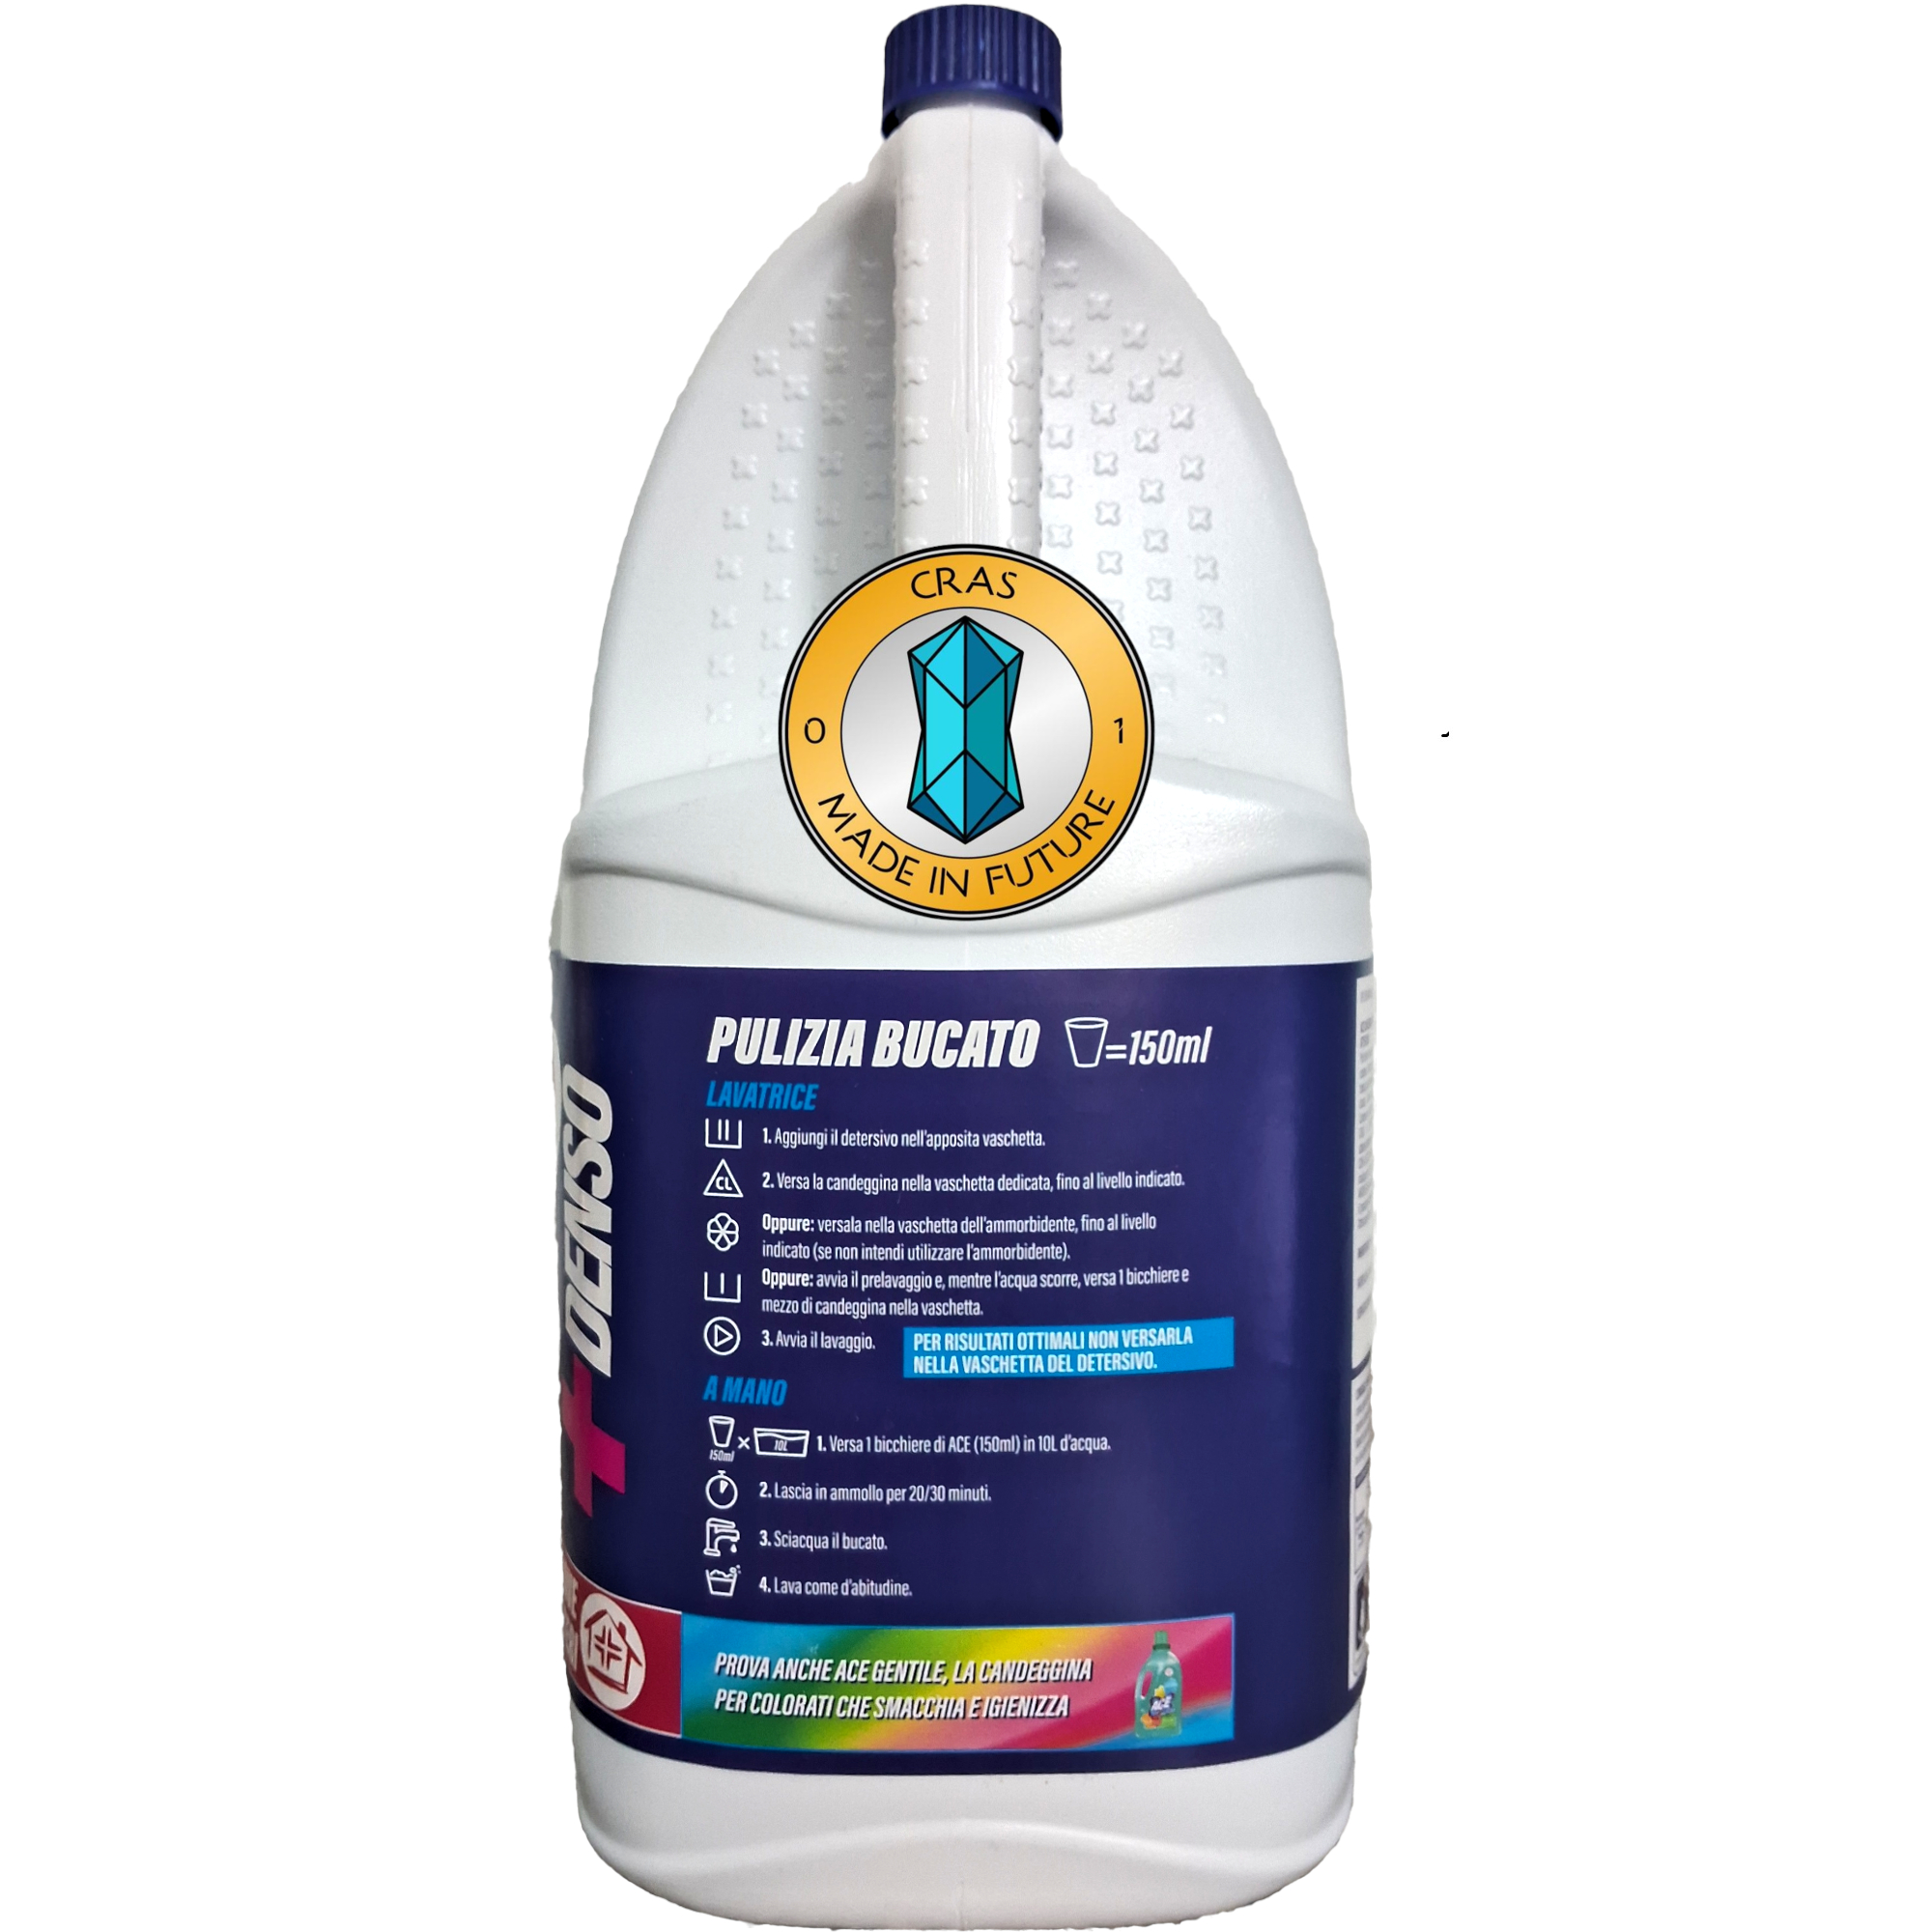 CRAS
0 1
MADE IN FUTURE
PULIZIA BUCATO =150ml
LAVATRICE
1. Aggiungi il detersivo nell'apposita vaschetta.
CL 2. Versa la candeggina nella vaschetta dedicata, fino al livello indicato.
Oppure: versala nella vaschetta dell'ammorbidente, fino al livello
indicato (se non intendi utilizzare l'ammorbidente).
Oppure: avvia il prelavaggio e, mentre l'acqua scorre, versa 1 bicchiere e
mezzo di candeggina nella vaschetta.
3. Avvia il lavaggio.
PER RISULTATI OTTIMALI NON VERSARLA
NELLA VASCHETTA DEL DETERSIVO.
A MANO
150ml x 10L 1. Versa 1 bicchiere di ACE (150ml) in 10L d'acqua.
2. Lascia in ammollo per 20/30 minuti.
3. Sciacqua il bucato.
4. Lava come d'abitudine.
PROVA ANCHE ACE GENTILE, LA CANDEGGINA
PER COLORATI CHE SMACCHIA E IGIENIZZA
ACE
+DENSO